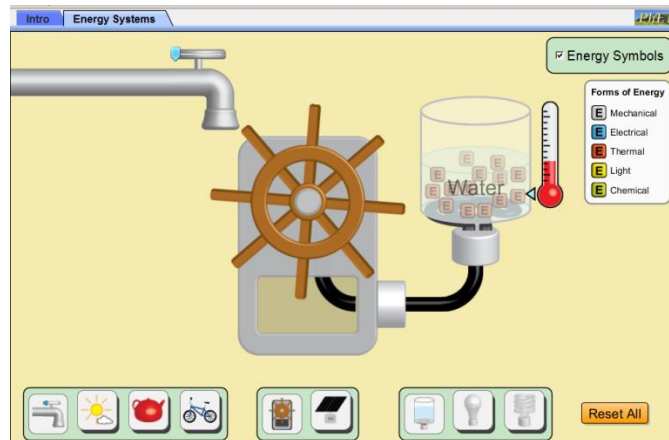 Intro
Energy Systems
PhET
Energy Symbols
Forms of Energy
E Mechanical
E Electrical
E Thermal
E Light
E Chemical
E
E
E
E
E
E
E
E
E
E
E
E
E
E
Water
Reset All